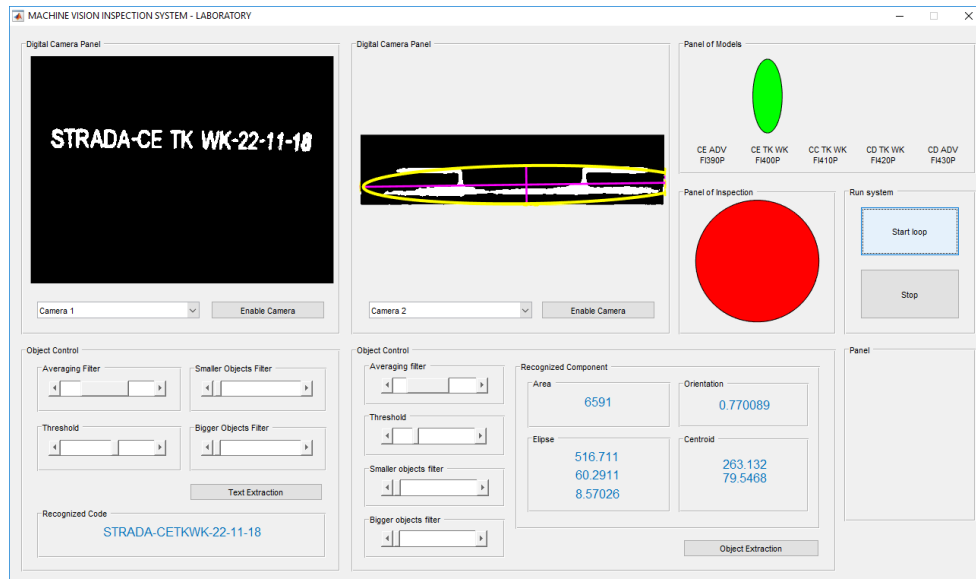 MACHINE VISION INSPECTION SYSTEM - LABORATORY
Digital Camera Panel
STRADA-CE TK WK-22-11-18
Camera 1
Enable Camera
Digital Camera Panel
Camera 2
Enable Camera
Panel of Models
CE ADV CE TK WK CC TK WK CD TK WK CD ADV
FI390P FI400P FI410P FI420P FI430P
Panel of Inspection
Run system
Start loop
Stop
Object Control
Averaging Filter
Smaller Objects Filter
Threshold
Bigger Objects Filter
Text Extraction
Recognized Code
STRADA-CETKWK-22-11-18
Object Control
Averaging filter
Threshold
Smaller objects filter
Bigger objects filter
Recognized Component
Area
6591
Orientation
0.770089
Elipse
516.711
60.2911
8.57026
Centroid
263.132
79.5468
Object Extraction
Panel